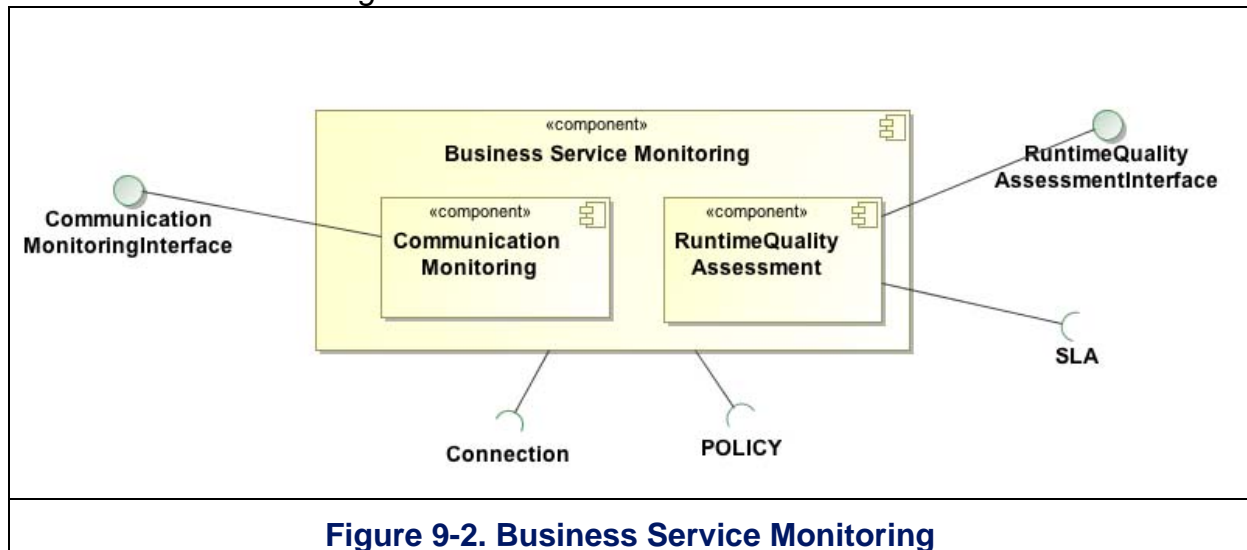 «component»
Business Service Monitoring
RuntimeQuality
AssessmentInterface
Communication
MonitoringInterface
«component»
Communication
Monitoring
«component»
RuntimeQuality
Assessment
SLA
Connection
POLICY
Figure 9-2. Business Service Monitoring